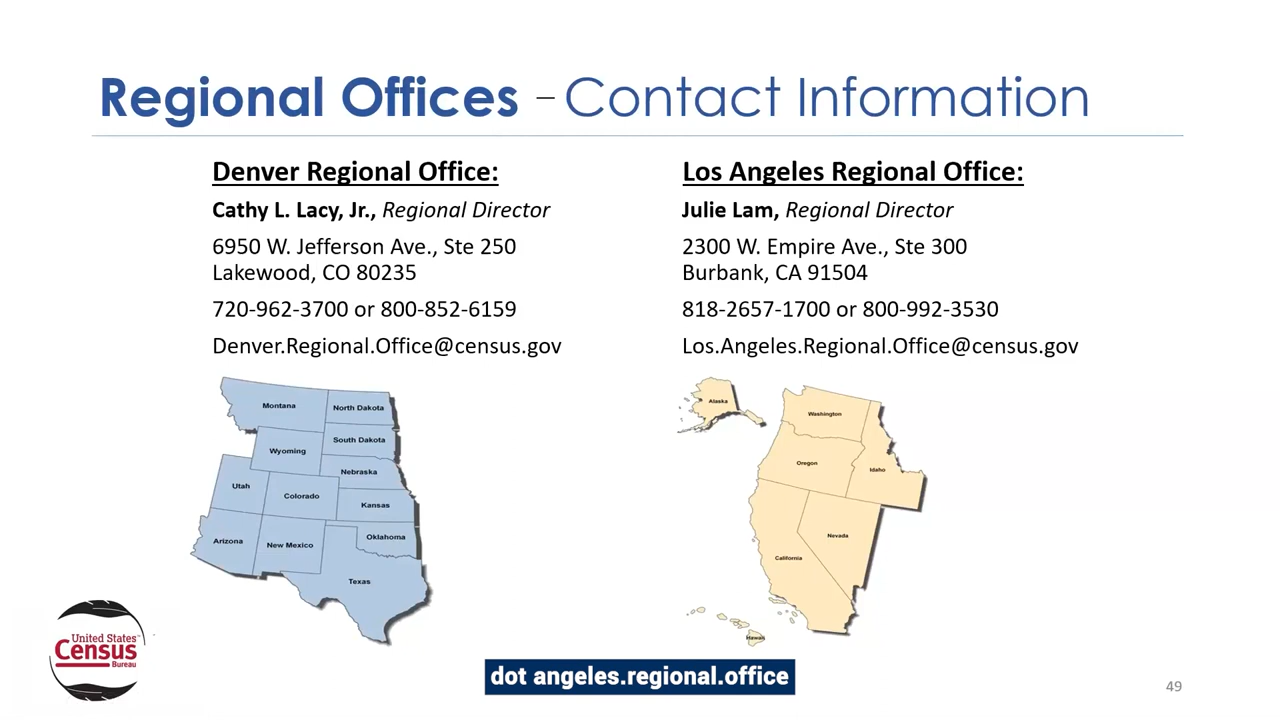 Regional Offices – Contact Information
Denver Regional Office:
Cathy L. Lacy, Jr., Regional Director
6950 W. Jefferson Ave., Ste 250
Lakewood, CO 80235
720-962-3700 or 800-852-6159
Denver.Regional.Office@census.gov
Los Angeles Regional Office:
Julie Lam, Regional Director
2300 W. Empire Ave., Ste 300
Burbank, CA 91504
818-2657-1700 or 800-992-3530
Los.Angeles.Regional.Office@census.gov
Montana
North Dakota
South Dakota
Wyoming
Nebraska
Utah
Colorado
Kansas
Arizona
New Mexico
Oklahoma
Texas
Alaska
Washington
Oregon
Idaho
Nevada
California
Hawaii
United States™
Census
Bureau
dot angeles.regional.office
49